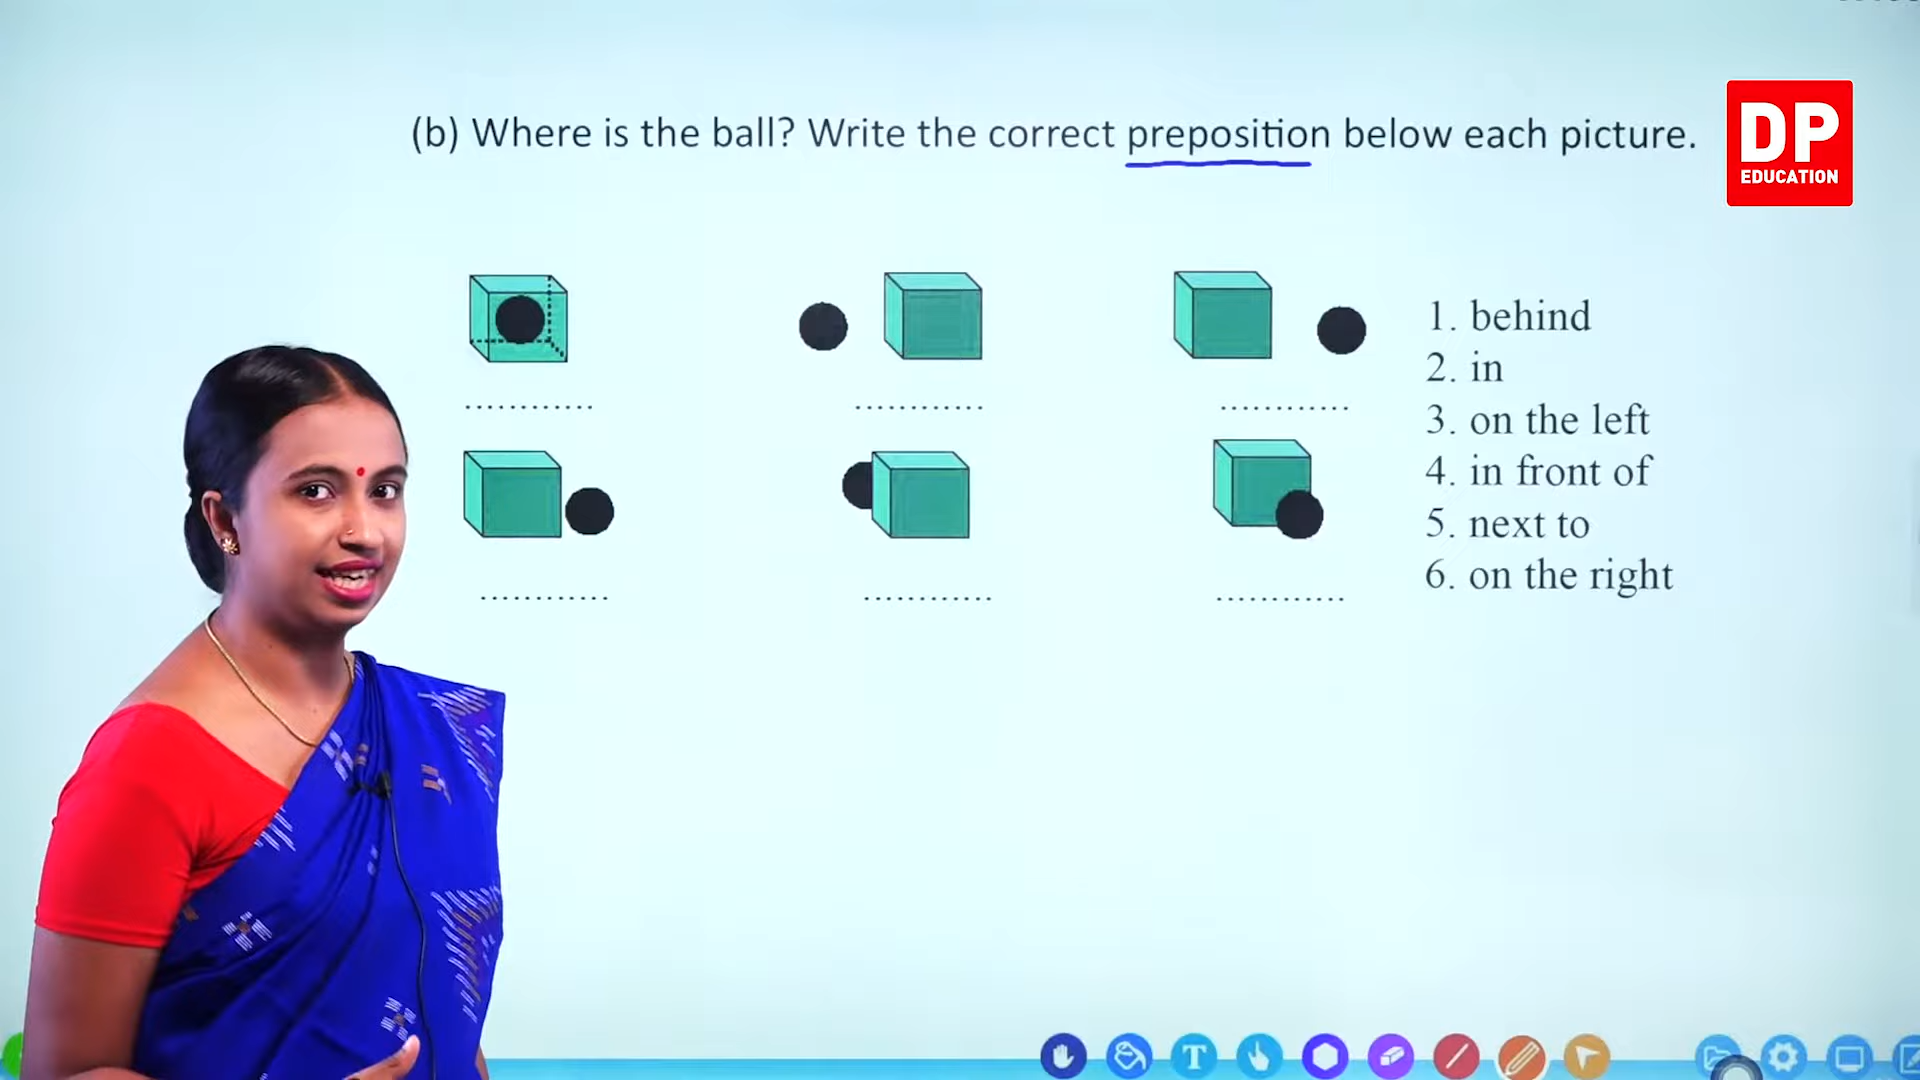 (b) Where is the ball? Write the correct preposition below each picture.
DP
EDUCATION
............ ............ ............
............ ............ ............
1. behind
2. in
3. on the left
4. in front of
5. next to
6. on the right
T